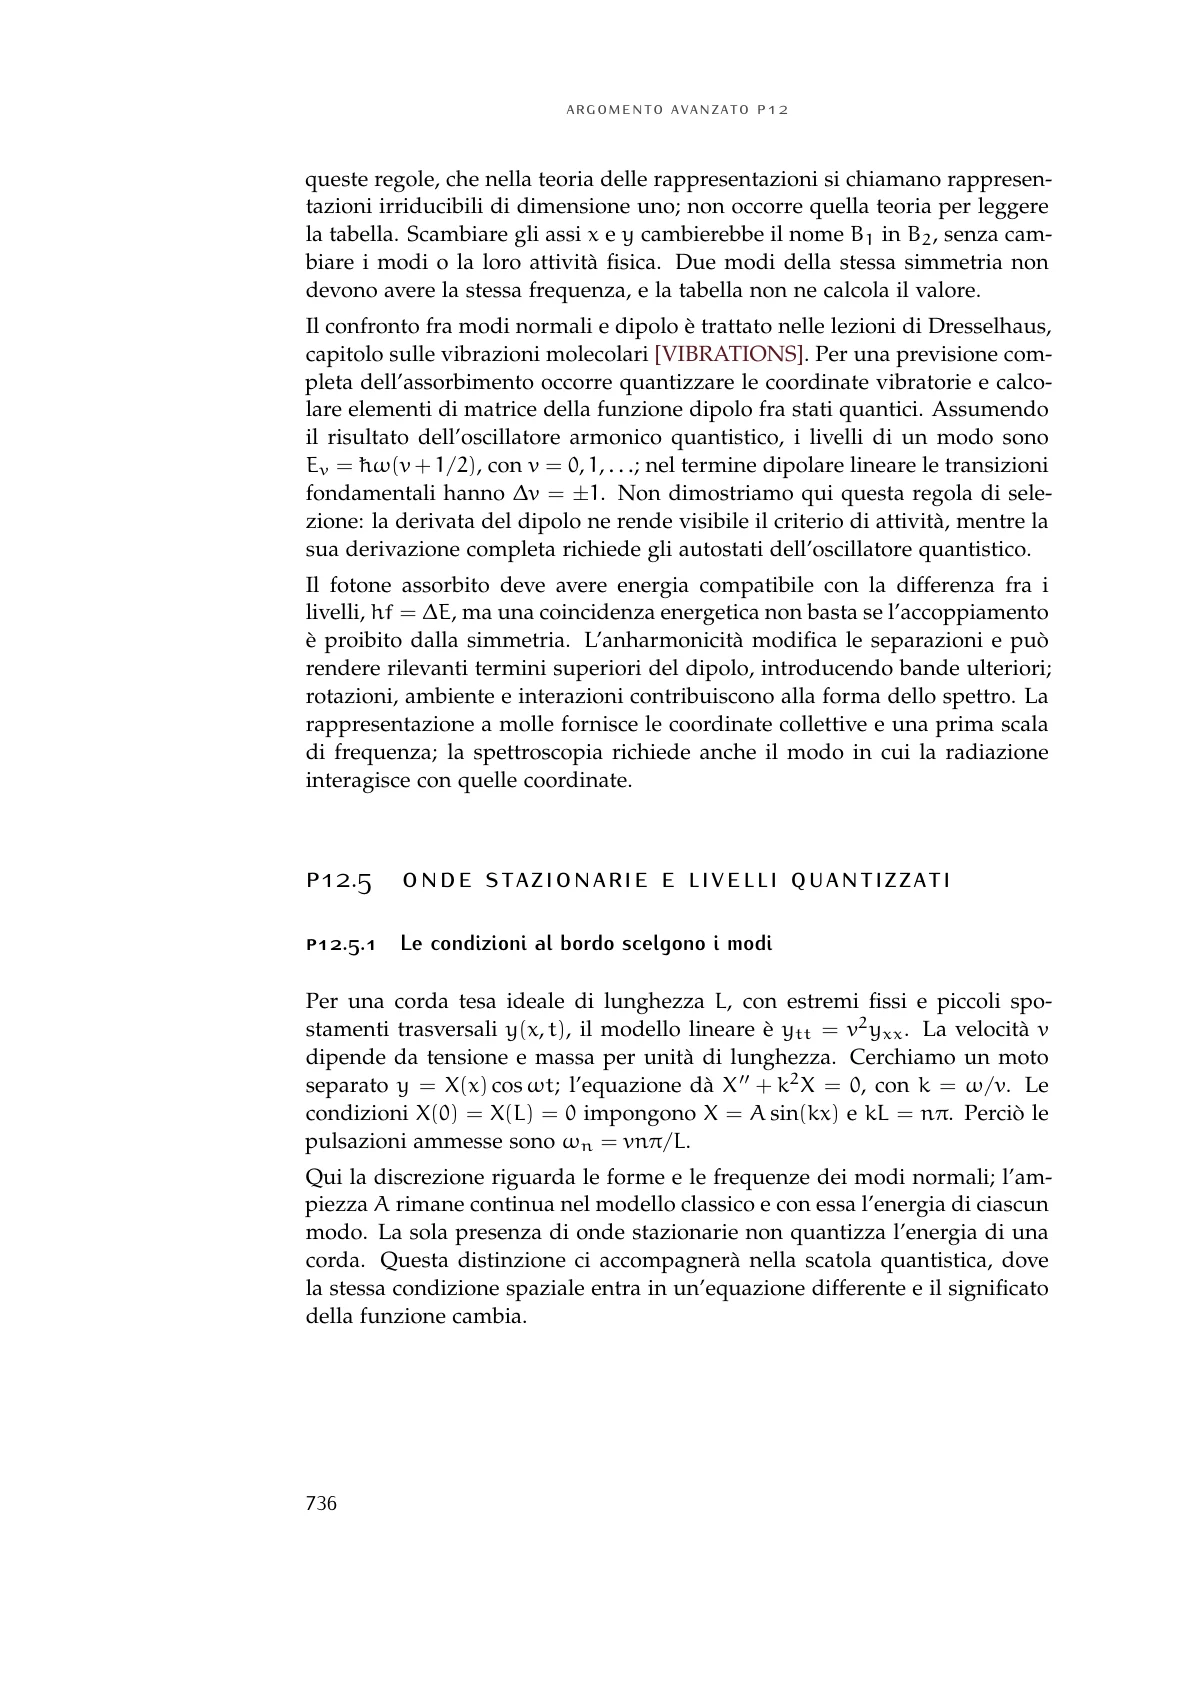 ARGOMENTO AVANZATO P12
queste regole, che nella teoria delle rappresentazioni si chiamano rappresen-
tazioni irriducibili di dimensione uno; non occorre quella teoria per leggere
la tabella. Scambiare gli assi x e y cambierebbe il nome B₁ in B₂, senza cam-
biare i modi o la loro attività fisica. Due modi della stessa simmetria non
devono avere la stessa frequenza, e la tabella non ne calcola il valore.
Il confronto fra modi normali e dipolo è trattato nelle lezioni di Dresselhaus,
capitolo sulle vibrazioni molecolari [VIBRATIONS]. Per una previsione com-
pleta dell'assorbimento occorre quantizzare le coordinate vibratorie e calco-
lare elementi di matrice della funzione dipolo fra stati quantici. Assumendo
il risultato dell'oscillatore armonico quantistico, i livelli di un modo sono
Eᵥ = ħω(v + 1/2), con v = 0, 1, . . .; nel termine dipolare lineare le transizioni
fondamentali hanno Δv = ±1. Non dimostriamo qui questa regola di sele-
zione: la derivata del dipolo ne rende visibile il criterio di attività, mentre la
sua derivazione completa richiede gli autostati dell'oscillatore quantistico.
Il fotone assorbito deve avere energia compatibile con la differenza fra i
livelli, hf = ΔE, ma una coincidenza energetica non basta se l'accoppiamento
è proibito dalla simmetria. L'anharmonicità modifica le separazioni e può
rendere rilevanti termini superiori del dipolo, introducendo bande ulteriori;
rotazioni, ambiente e interazioni contribuiscono alla forma dello spettro. La
rappresentazione a molle fornisce le coordinate collettive e una prima scala
di frequenza; la spettroscopia richiede anche il modo in cui la radiazione
interagisce con quelle coordinate.
P12.5 ONDE STAZIONARIE E LIVELLI QUANTIZZATI
P12.5.1 Le condizioni al bordo scelgono i modi
Per una corda tesa ideale di lunghezza L, con estremi fissi e piccoli spo-
stamenti trasversali y(x, t), il modello lineare è yₜₜ = v²yₓₓ. La velocità v
dipende da tensione e massa per unità di lunghezza. Cerchiamo un moto
separato y = X(x) cos ωt; l'equazione dà X″ + k²X = 0, con k = ω/v. Le
condizioni X(0) = X(L) = 0 impongono X = A sin(kx) e kL = nπ. Perciò le
pulsazioni ammesse sono ωₙ = vnπ/L.
Qui la discrezione riguarda le forme e le frequenze dei modi normali; l'am-
piezza A rimane continua nel modello classico e con essa l'energia di ciascun
modo. La sola presenza di onde stazionarie non quantizza l'energia di una
corda. Questa distinzione ci accompagnerà nella scatola quantistica, dove
la stessa condizione spaziale entra in un'equazione differente e il significato
della funzione cambia.
736